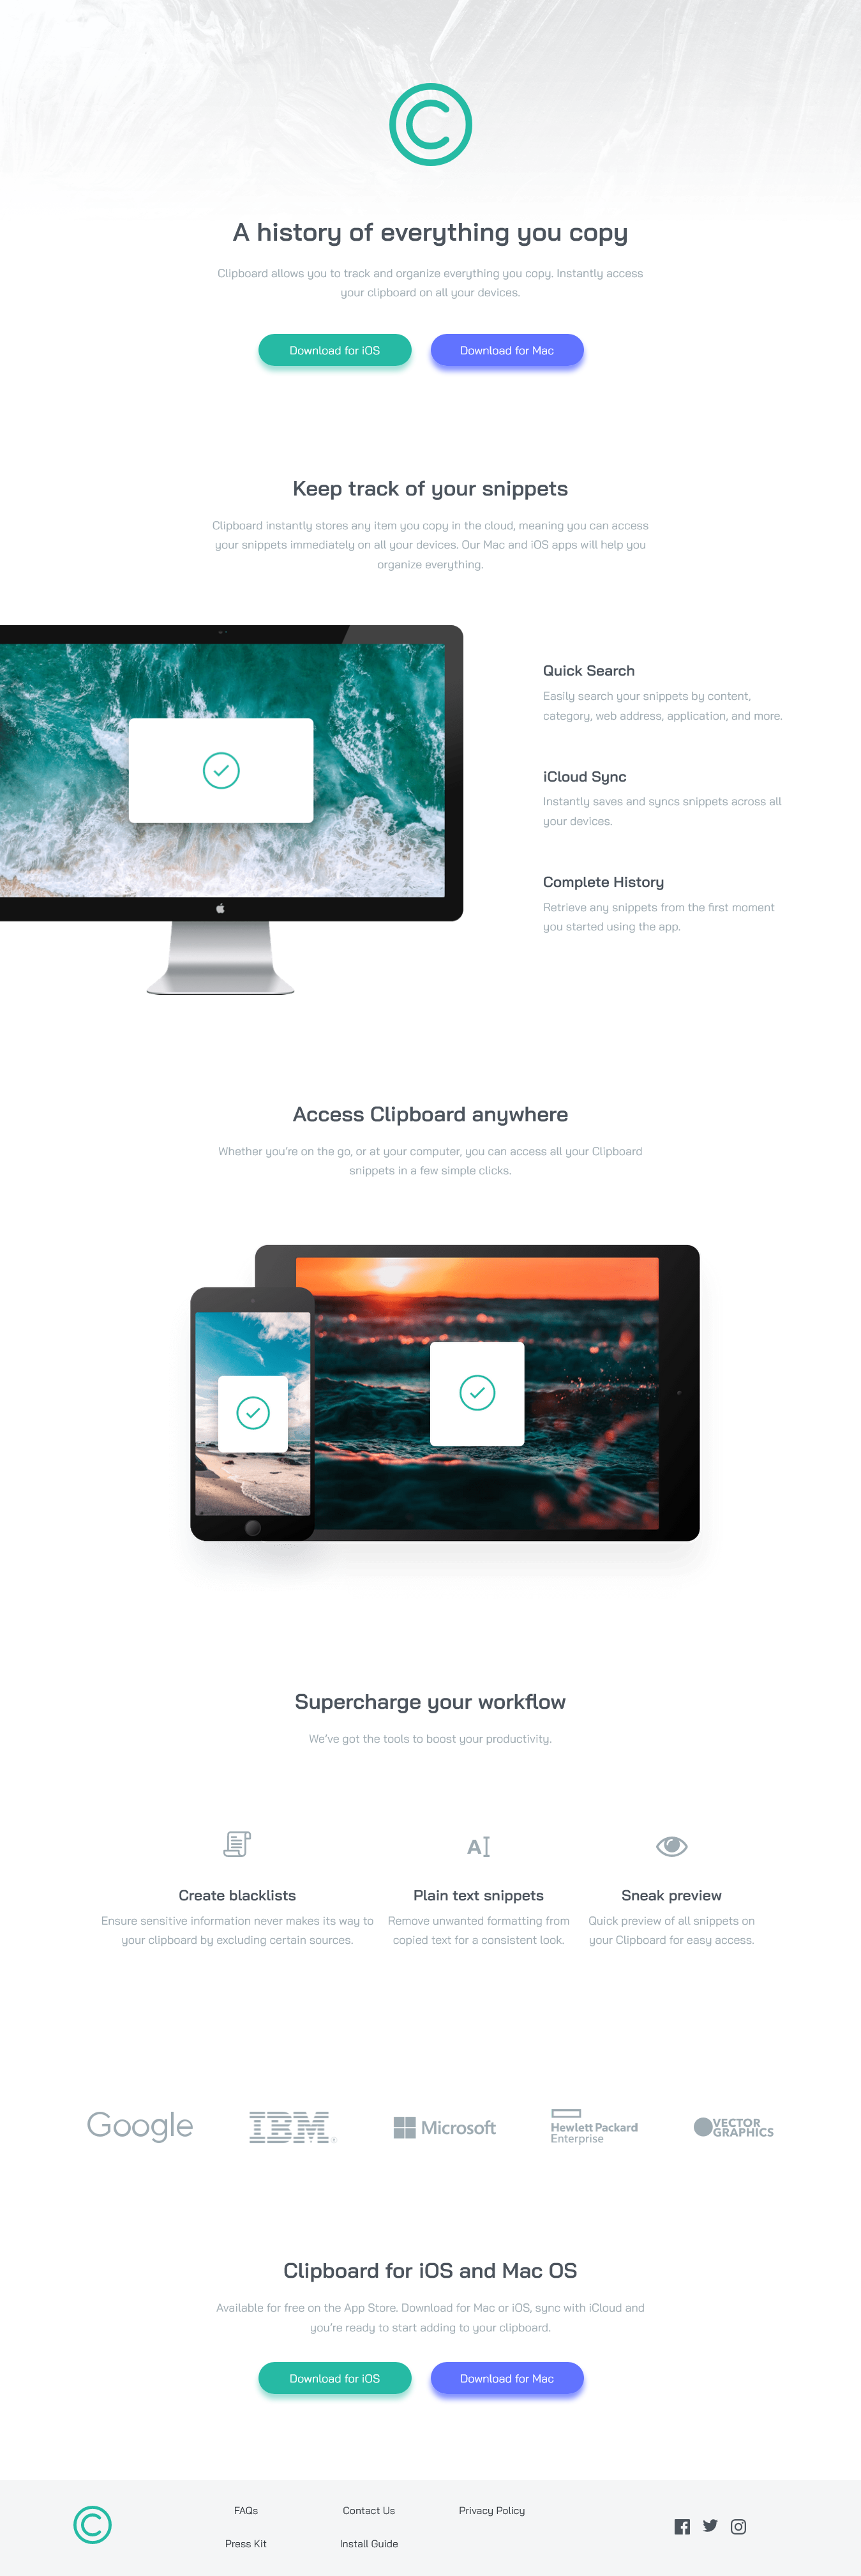 A history of everything you copy
Clipboard allows you to track and organize everything you copy. Instantly access
your clipboard on all your devices.
Download for iOS
Download for Mac
Keep track of your snippets
Clipboard instantly stores any item you copy in the cloud, meaning you can access
your snippets immediately on all your devices. Our Mac and iOS apps will help you
organize everything.
Quick Search
Easily search your snippets by content,
category, web address, application, and more.
iCloud Sync
Instantly saves and syncs snippets across all
your devices.
Complete History
Retrieve any snippets from the first moment
you started using the app.
Access Clipboard anywhere
Whether you’re on the go, or at your computer, you can access all your Clipboard
snippets in a few simple clicks.
Supercharge your workflow
We’ve got the tools to boost your productivity.
A
Create blacklists
Ensure sensitive information never makes its way to
your clipboard by excluding certain sources.
Plain text snippets
Remove unwanted formatting from
copied text for a consistent look.
Sneak preview
Quick preview of all snippets on
your Clipboard for easy access.
Google
IBM
Microsoft
Hewlett Packard
Enterprise
VECTOR
GRAPHICS
Clipboard for iOS and Mac OS
Available for free on the App Store. Download for Mac or iOS, sync with iCloud and
you’re ready to start adding to your clipboard.
Download for iOS
Download for Mac
FAQs
Contact Us
Privacy Policy
Press Kit
Install Guide